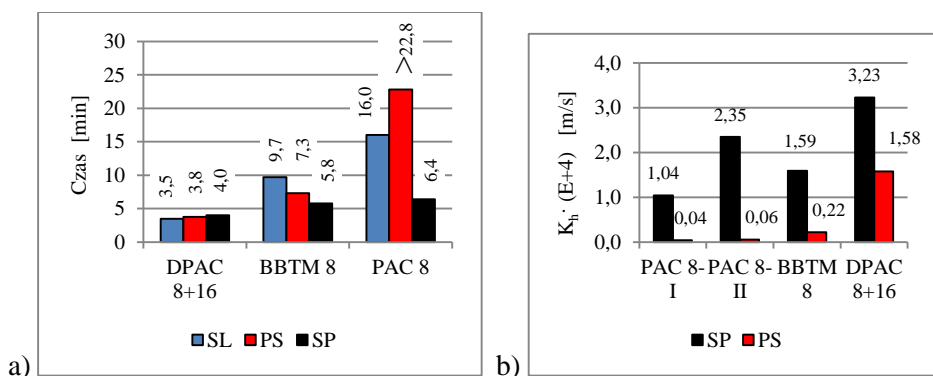 Czas [min]
30
25
20
15
10
5
0
3,5 3,8 4,0
9,7 7,3 5,8
16,0 >22,8 6,4
DPAC 8+16
BBTM 8
PAC 8
SL PS SP
a)
Kh· (E+4) [m/s]
4,0
3,0
2,0
1,0
0,0
1,04 0,04
2,35 0,06
1,59 0,22
3,23 1,58
PAC 8-I
PAC 8-II
BBTM 8
DPAC 8+16
SP PS
b)